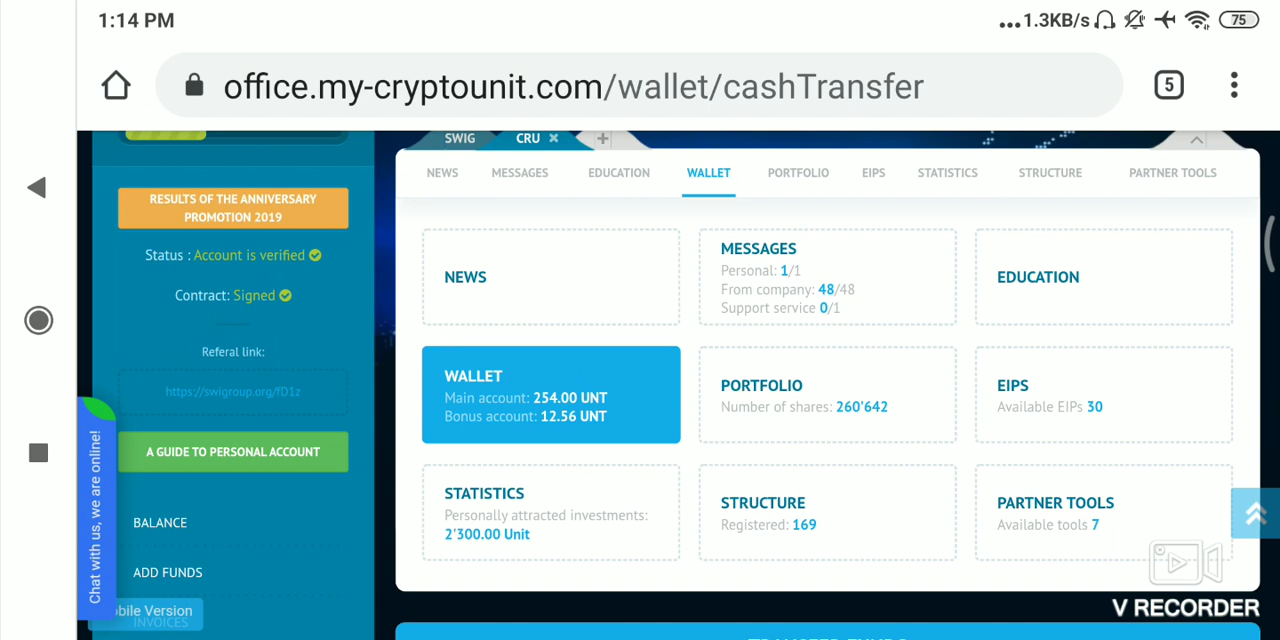 1:14 PM
...1.3KB/s
75
office.my-cryptounit.com/wallet/cashTransfer
5
SWIG
CRU ×
+
NEWS
MESSAGES
EDUCATION
WALLET
PORTFOLIO
EIPS
STATISTICS
STRUCTURE
PARTNER TOOLS
RESULTS OF THE ANNIVERSARY
PROMOTION 2019
Status : Account is verified
Contract: Signed
Referal link:
https://swigroup.org/fD1z
A GUIDE TO PERSONAL ACCOUNT
BALANCE
ADD FUNDS
INVOICES
Chat with us, we are online!
bile Version
NEWS
MESSAGES
Personal: 1/1
From company: 48/48
Support service 0/1
EDUCATION
WALLET
Main account: 254.00 UNT
Bonus account: 12.56 UNT
PORTFOLIO
Number of shares: 260'642
EIPS
Available EIPs 30
STATISTICS
Personally attracted investments:
2'300.00 Unit
STRUCTURE
Registered: 169
PARTNER TOOLS
Available tools 7
V RECORDER
TRANSFER FUNDS